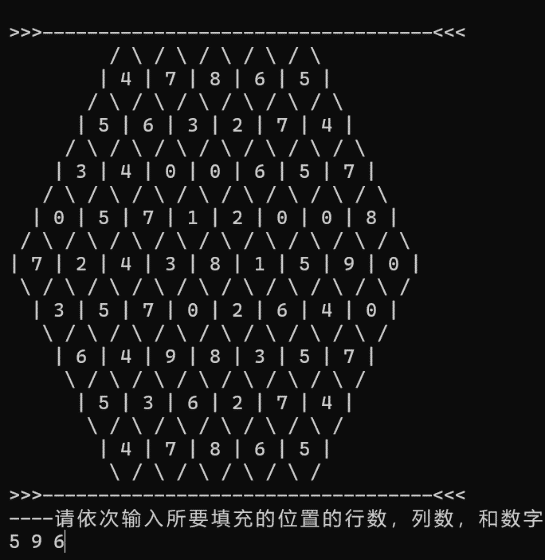 >>>-----------------------------------<<<
/ \ / \ / \ / \ / \
| 4 | 7 | 8 | 6 | 5 |
/ \ / \ / \ / \ / \ / \
| 5 | 6 | 3 | 2 | 7 | 4 |
/ \ / \ / \ / \ / \ / \ / \
| 3 | 4 | 0 | 0 | 6 | 5 | 7 |
/ \ / \ / \ / \ / \ / \ / \ / \
| 0 | 5 | 7 | 1 | 2 | 0 | 0 | 8 |
/ \ / \ / \ / \ / \ / \ / \ / \ / \
| 7 | 2 | 4 | 3 | 8 | 1 | 5 | 9 | 0 |
\ / \ / \ / \ / \ / \ / \ / \ / \ /
| 3 | 5 | 7 | 0 | 2 | 6 | 4 | 0 |
\ / \ / \ / \ / \ / \ / \ / \ /
| 6 | 4 | 9 | 8 | 3 | 5 | 7 |
\ / \ / \ / \ / \ / \ / \ /
| 5 | 3 | 6 | 2 | 7 | 4 |
\ / \ / \ / \ / \ / \ /
| 4 | 7 | 8 | 6 | 5 |
\ / \ / \ / \ / \ /
>>>-----------------------------------<<<
----请依次输入所要填充的位置的行数，列数，和数字
5 9 6